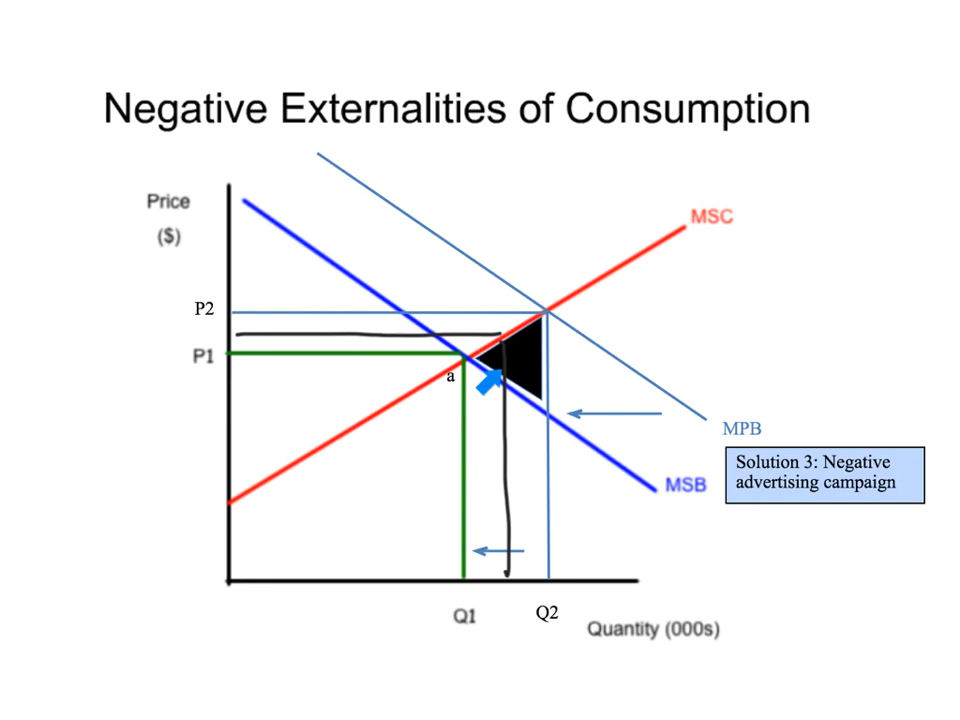 Negative Externalities of Consumption
Price
($)
MSC
P2
P1
a
MPB
Solution 3: Negative
advertising campaign
MSB
Q1
Q2
Quantity (000s)